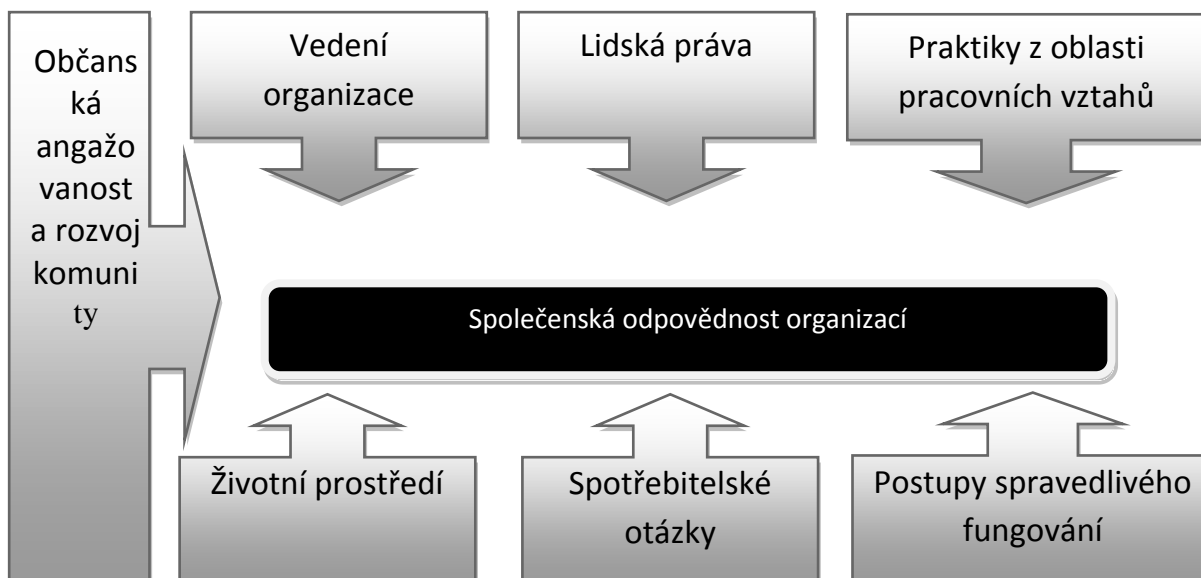 Občans
ká
angažo
vanost
a rozvoj
komuni
ty
Vedení
organizace
Lidská práva
Praktiky z oblasti
pracovních vztahů
Společenská odpovědnost organizací
Životní prostředí
Spotřebitelské
otázky
Postupy spravedlivého
fungování